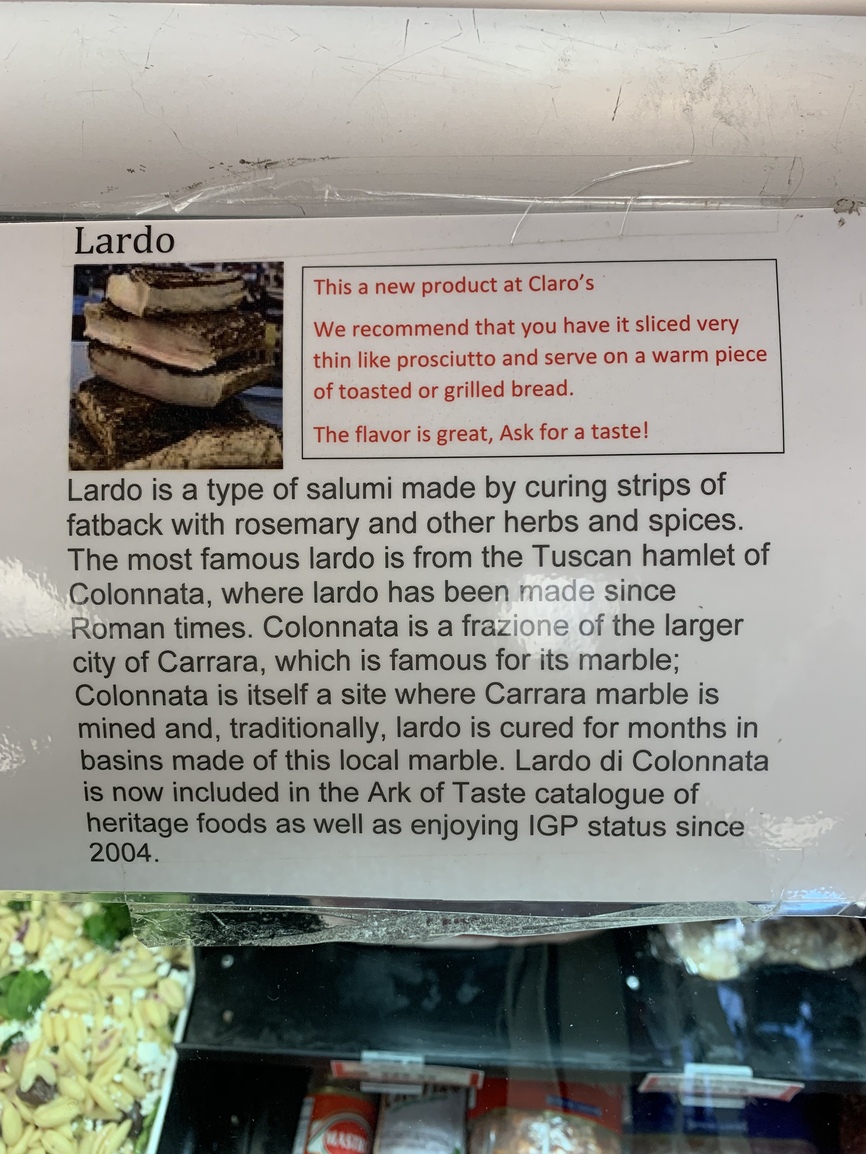 Lardo
This a new product at Claro's
We recommend that you have it sliced very
thin like prosciutto and serve on a warm piece
of toasted or grilled bread.
The flavor is great, Ask for a taste!
Lardo is a type of salumi made by curing strips of
fatback with rosemary and other herbs and spices.
The most famous lardo is from the Tuscan hamlet of
Colonnata, where lardo has been made since
Roman times. Colonnata is a frazione of the larger
city of Carrara, which is famous for its marble;
Colonnata is itself a site where Carrara marble is
mined and, traditionally, lardo is cured for months in
basins made of this local marble. Lardo di Colonnata
is now included in the Ark of Taste catalogue of
heritage foods as well as enjoying IGP status since
2004.